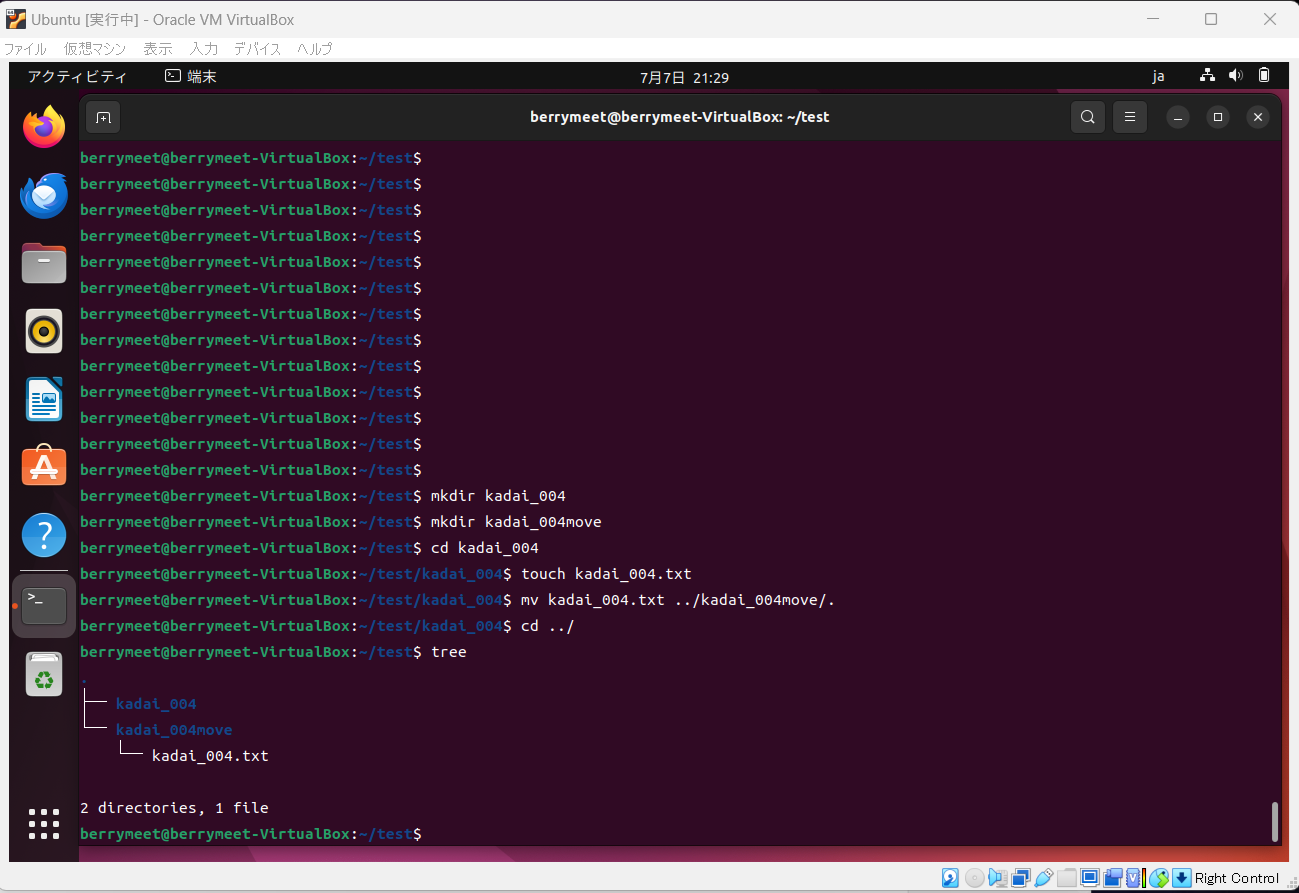 Ubuntu [実行中] - Oracle VM VirtualBox
ファイル 仮想マシン 表示 入力 デバイス ヘルプ
アクティビティ 端末 7月7日 21:29 ja
berrymeet@berrymeet-VirtualBox: ~/test
berrymeet@berrymeet-VirtualBox:~/test$
berrymeet@berrymeet-VirtualBox:~/test$
berrymeet@berrymeet-VirtualBox:~/test$
berrymeet@berrymeet-VirtualBox:~/test$
berrymeet@berrymeet-VirtualBox:~/test$
berrymeet@berrymeet-VirtualBox:~/test$
berrymeet@berrymeet-VirtualBox:~/test$
berrymeet@berrymeet-VirtualBox:~/test$
berrymeet@berrymeet-VirtualBox:~/test$
berrymeet@berrymeet-VirtualBox:~/test$
berrymeet@berrymeet-VirtualBox:~/test$
berrymeet@berrymeet-VirtualBox:~/test$
berrymeet@berrymeet-VirtualBox:~/test$
berrymeet@berrymeet-VirtualBox:~/test$ mkdir kadai_004
berrymeet@berrymeet-VirtualBox:~/test$ mkdir kadai_004move
berrymeet@berrymeet-VirtualBox:~/test$ cd kadai_004
berrymeet@berrymeet-VirtualBox:~/test/kadai_004$ touch kadai_004.txt
berrymeet@berrymeet-VirtualBox:~/test/kadai_004$ mv kadai_004.txt ../kadai_004move/.
berrymeet@berrymeet-VirtualBox:~/test/kadai_004$ cd ../
berrymeet@berrymeet-VirtualBox:~/test$ tree
.
├── kadai_004
└── kadai_004move
    └── kadai_004.txt
2 directories, 1 file
berrymeet@berrymeet-VirtualBox:~/test$
Right Control